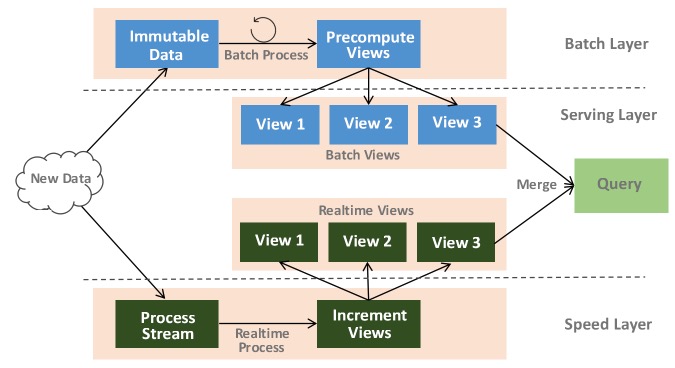 Immutable
Data
Batch Process
Precompute
Views
Batch Layer
View 1
View 2
View 3
Batch Views
Serving Layer
New Data
Merge
Query
Realtime Views
View 1
View 2
View 3
Process
Stream
Realtime
Process
Increment
Views
Speed Layer